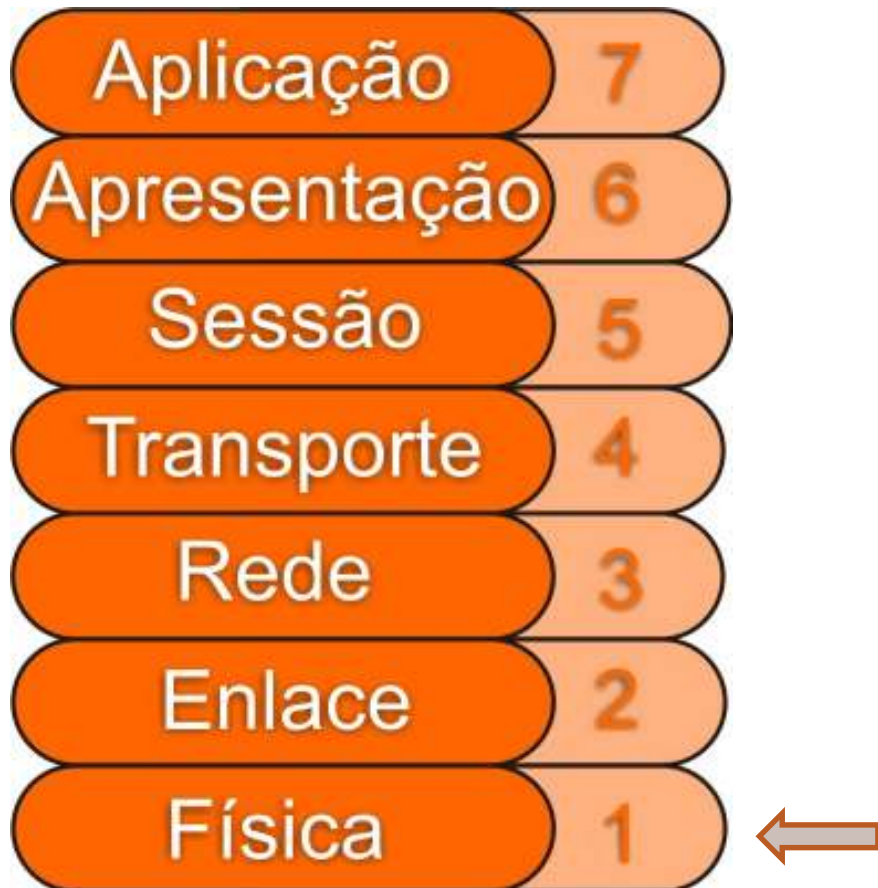 Aplicação 7
Apresentação 6
Sessão 5
Transporte 4
Rede 3
Enlace 2
Física 1